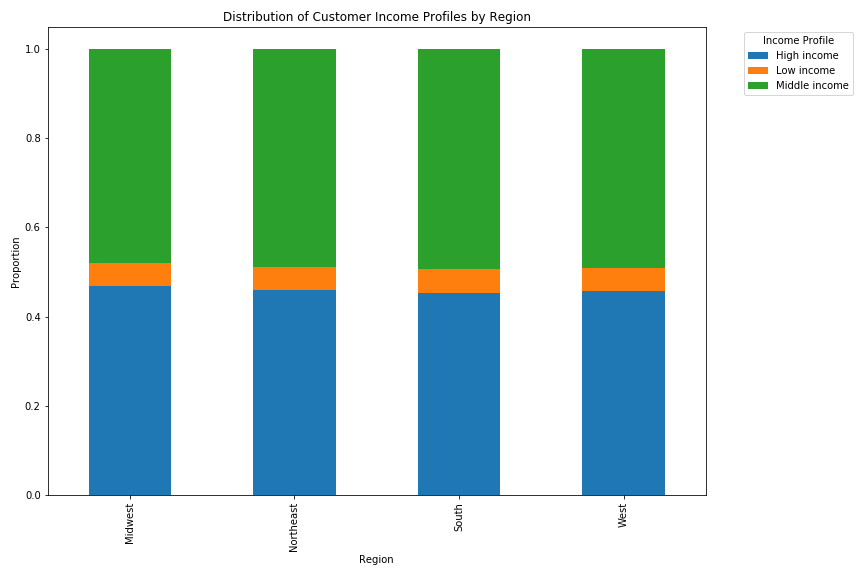 Distribution of Customer Income Profiles by Region
Income Profile
High income
Low income
Middle income
Proportion
1.0
0.8
0.6
0.4
0.2
0.0
Midwest
Northeast
South
West
Region